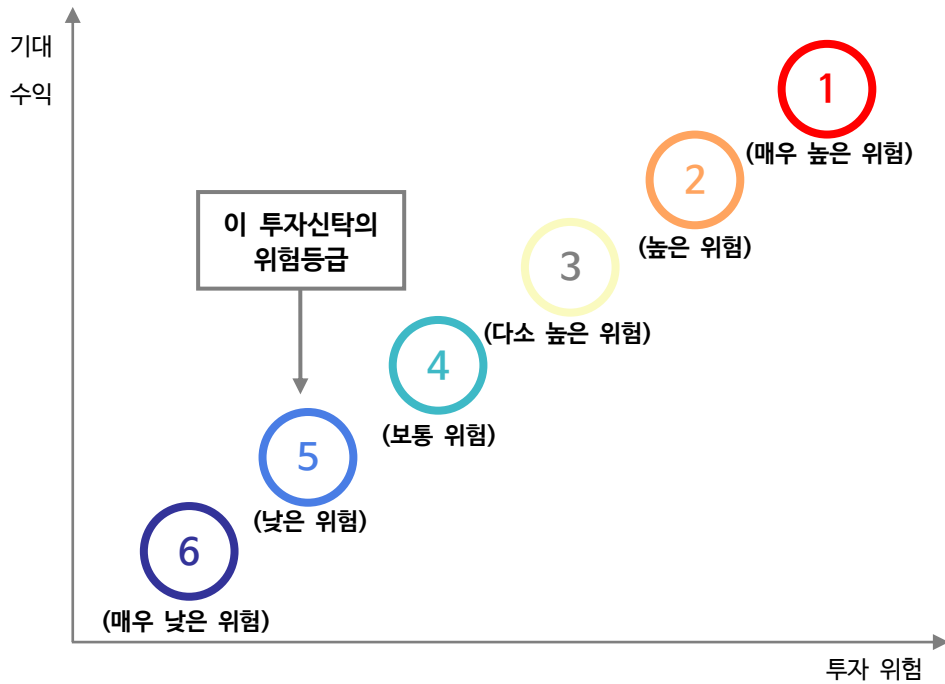 기대
수익
1
(매우 높은 위험)
2
(높은 위험)
이 투자신탁의
위험등급
3
(다소 높은 위험)
4
(보통 위험)
5
(낮은 위험)
6
(매우 낮은 위험)
투자 위험